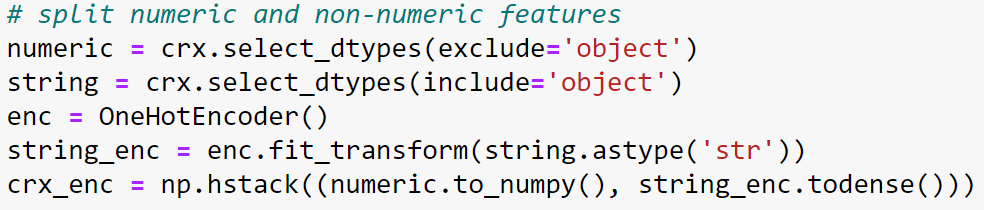 # split numeric and non-numeric features
numeric = crx.select_dtypes(exclude='object')
string = crx.select_dtypes(include='object')
enc = OneHotEncoder()
string_enc = enc.fit_transform(string.astype('str'))
crx_enc = np.hstack((numeric.to_numpy(), string_enc.todense()))